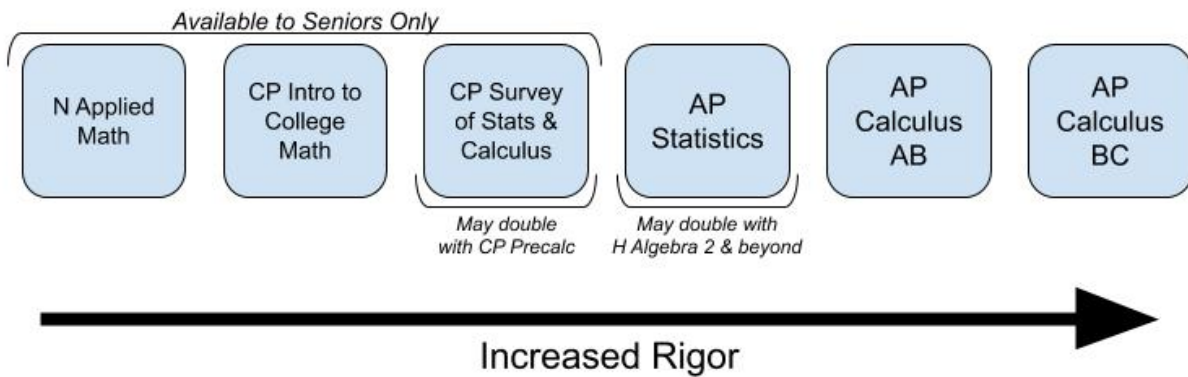 Available to Seniors Only
N Applied
Math
CP Intro to
College
Math
CP Survey
of Stats &
Calculus
AP
Statistics
AP
Calculus
AB
AP
Calculus
BC
May double
with CP Precalc
May double with
H Algebra 2 & beyond
Increased Rigor